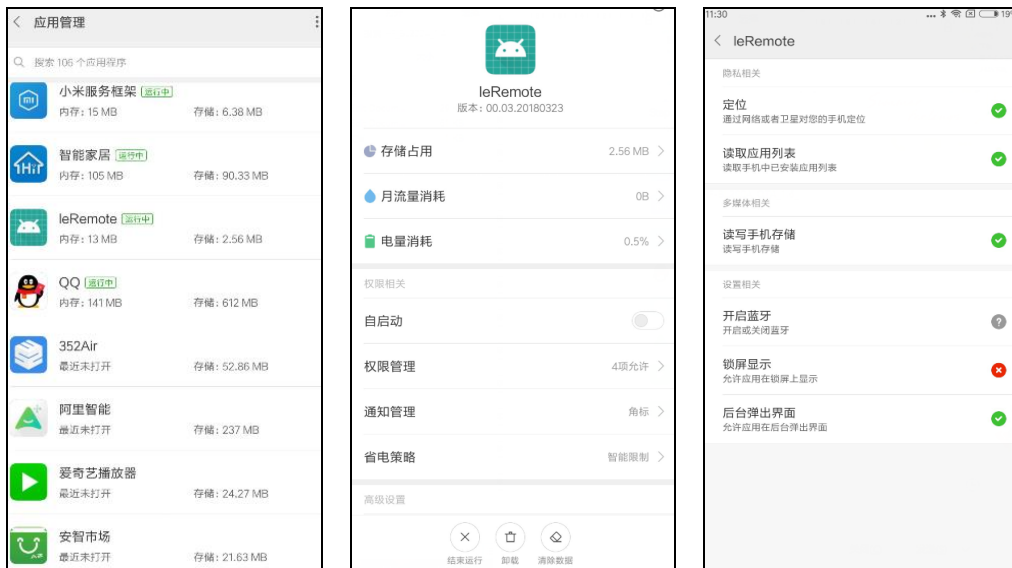 应用管理
搜索 106 个应用程序
小米服务框架 运行中
内存: 15 MB 存储: 6.38 MB
智能家居 运行中
内存: 105 MB 存储: 90.33 MB
leRemote 运行中
内存: 13 MB 存储: 2.56 MB
QQ 运行中
内存: 141 MB 存储: 612 MB
352Air
最近未打开 存储: 52.86 MB
阿里智能
最近未打开 存储: 237 MB
爱奇艺播放器
最近未打开 存储: 24.27 MB
安智市场
最近未打开 存储: 21.63 MB
leRemote
版本: 00.03.20180323
存储占用 2.56 MB
月流量消耗 0B
电量消耗 0.5%
权限相关
自启动
权限管理 4项允许
通知管理 角标
省电策略 智能限制
高级设置
结束运行 卸载 清除数据
11:30 ... 19
leRemote
隐私相关
定位
通过网络或者卫星对您的手机定位
读取应用列表
读取手机中已安装应用列表
多媒体相关
读写手机存储
读写手机存储
设置相关
开启蓝牙
开启或关闭蓝牙
锁屏显示
允许应用在锁屏上显示
后台弹出界面
允许应用在后台弹出界面